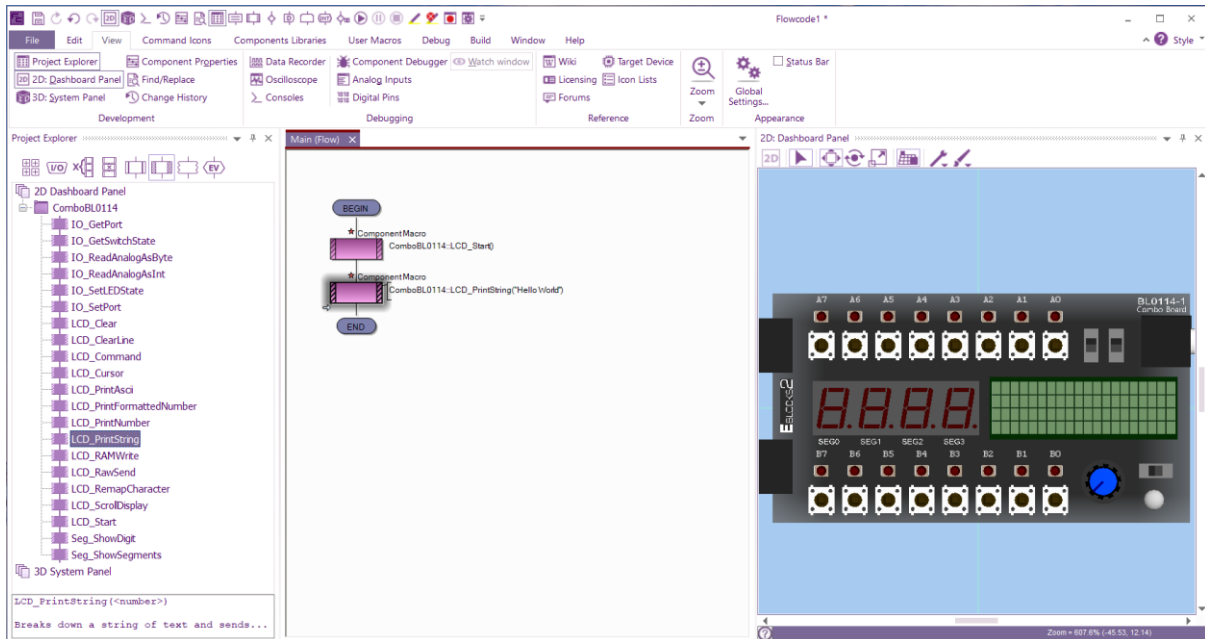 Flowcode1 *
File Edit View Command Icons Components Libraries User Macros Debug Build Window Help
Style
Project Explorer Component Properties Data Recorder Component Debugger Watch window Wiki Target Device Status Bar
2D: Dashboard Panel Find/Replace Oscilloscope Analog Inputs Licensing Icon Lists Zoom Global Settings...
3D: System Panel Change History Consoles Digital Pins Forums
Development Debugging Reference Zoom Appearance
Project Explorer
I/O X EV
2D Dashboard Panel
ComboBL0114
IO_GetPort
IO_GetSwitchState
IO_ReadAnalogAsByte
IO_ReadAnalogAsInt
IO_SetLEDState
IO_SetPort
LCD_Clear
LCD_ClearLine
LCD_Command
LCD_Cursor
LCD_PrintAscii
LCD_PrintFormattedNumber
LCD_PrintNumber
LCD_PrintString
LCD_RAMWrite
LCD_RawSend
LCD_RemapCharacter
LCD_ScrollDisplay
LCD_Start
Seg_ShowDigit
Seg_ShowSegments
3D System Panel
LCD_PrintString(<number>)
Breaks down a string of text and sends...
Main (Flow)
BEGIN
Component Macro
ComboBL0114::LCD_Start()
Component Macro
ComboBL0114::LCD_PrintString("Hello World")
END
2D: Dashboard Panel
2D
A7 A6 A5 A4 A3 A2 A1 A0
BL0114-1
Combo Board
BLOCKS2
8.8.8.8.
SEG0 SEG1 SEG2 SEG3
B7 B6 B5 B4 B3 B2 B1 B0
Zoom = 607.6% (-45.53, 12.14)